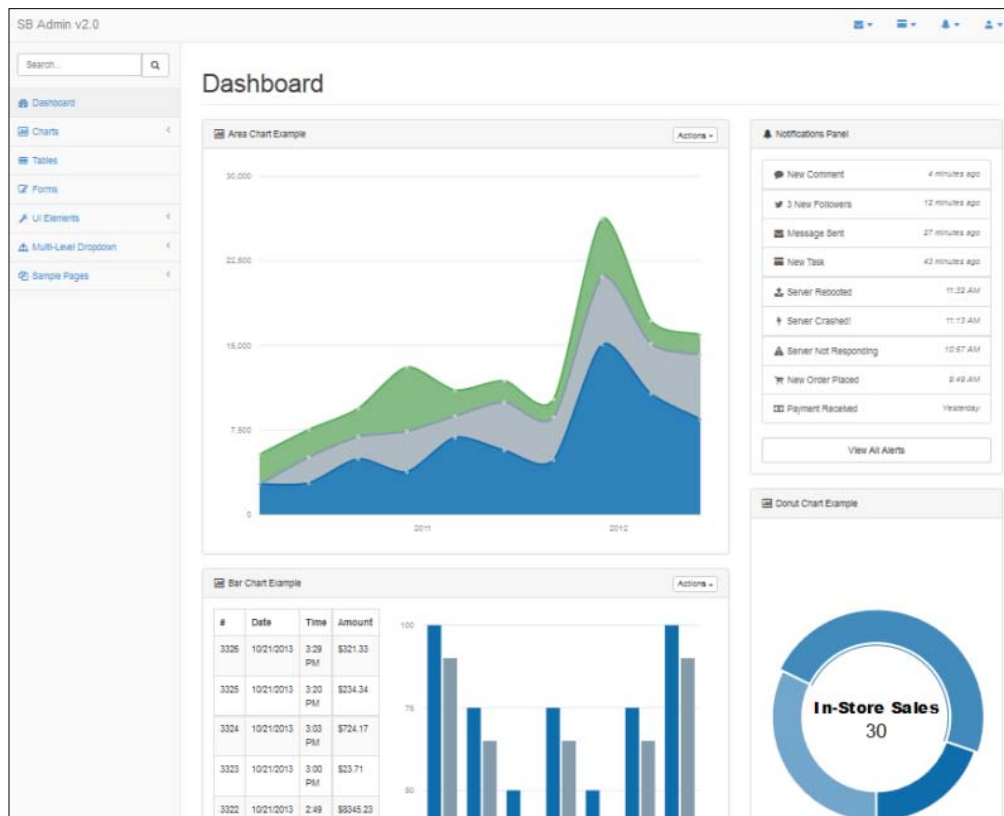 SB Admin v2.0
Search...
Dashboard
Charts
Tables
Forms
UI Elements
Multi-Level Dropdown
Sample Pages
Dashboard
Area Chart Example
Actions
30,000
22,500
15,000
7,500
0
2011
2012
Notifications Panel
New Comment 4 minutes ago
3 New Followers 12 minutes ago
Message Sent 27 minutes ago
New Task 43 minutes ago
Server Rebooted 11:32 AM
Server Crashed! 11:13 AM
Server Not Responding 10:57 AM
New Order Placed 9:49 AM
Payment Received Yesterday
View All Alerts
Bar Chart Example
Actions
# Date Time Amount
3326 10/21/2013 3:29 PM $321.33
3325 10/21/2013 3:20 PM $234.34
3324 10/21/2013 3:03 PM $724.17
3323 10/21/2013 3:00 PM $23.71
3322 10/21/2013 2:49 $8345.23
100
75
50
Donut Chart Example
In-Store Sales
30